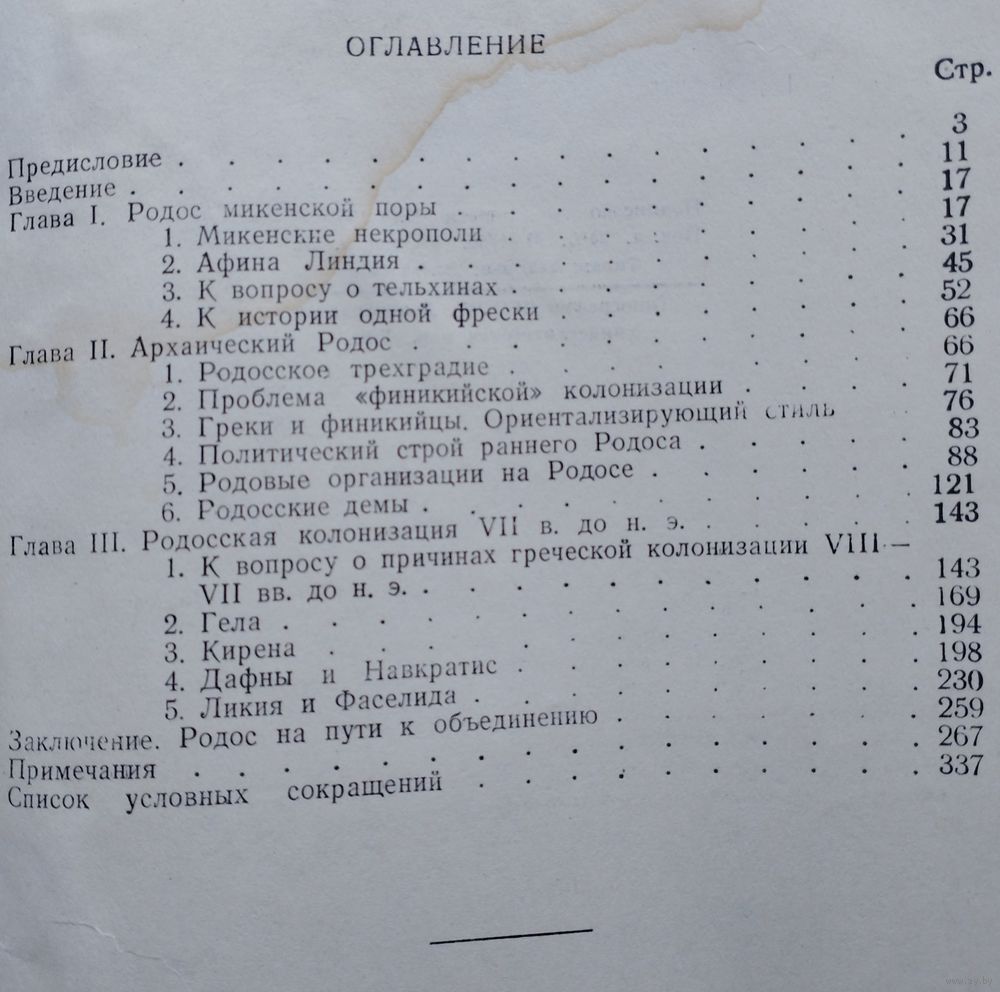 ОГЛАВЛЕНИЕ
Стр.
Предисловие . . . . . . . . . . . . . . 3
Введение . . . . . . . . . . . . . . 11
Глава I. Родос микенской поры . . . . . . . . 17
1. Микенские некрополи . . . . . . . . 17
2. Афина Линдия . . . . . . . . . . 31
3. К вопросу о тельхинах . . . . . . . . 45
4. К истории одной фрески . . . . . . . 52
Глава II. Архаический Родос . . . . . . . . . 66
1. Родосское трехградие . . . . . . . . 66
2. Проблема «финикийской» колонизации . . . . 71
3. Греки и финикийцы. Ориентализирующий стиль 76
4. Политический строй раннего Родоса . . . . . 83
5. Родовые организации на Родосе . . . . . . 88
6. Родосские демы . . . . . . . . . . 121
Глава III. Родосская колонизация VII в. до н. э. . . . . . 143
1. К вопросу о причинах греческой колонизации VIII —
VII вв. до н. э. . . . . . . . . . . 143
2. Гела . . . . . . . . . . . . 169
3. Кирена . . . . . . . . . . . 194
4. Дафны и Навкратис . . . . . . . . 198
5. Ликия и Фаселида . . . . . . . . . 230
Заключение. Родос на пути к объединению . . . . . . 259
Примечания . . . . . . . . . . . . . 267
Список условных сокращений . . . . . . . . . 337
www.ay.by